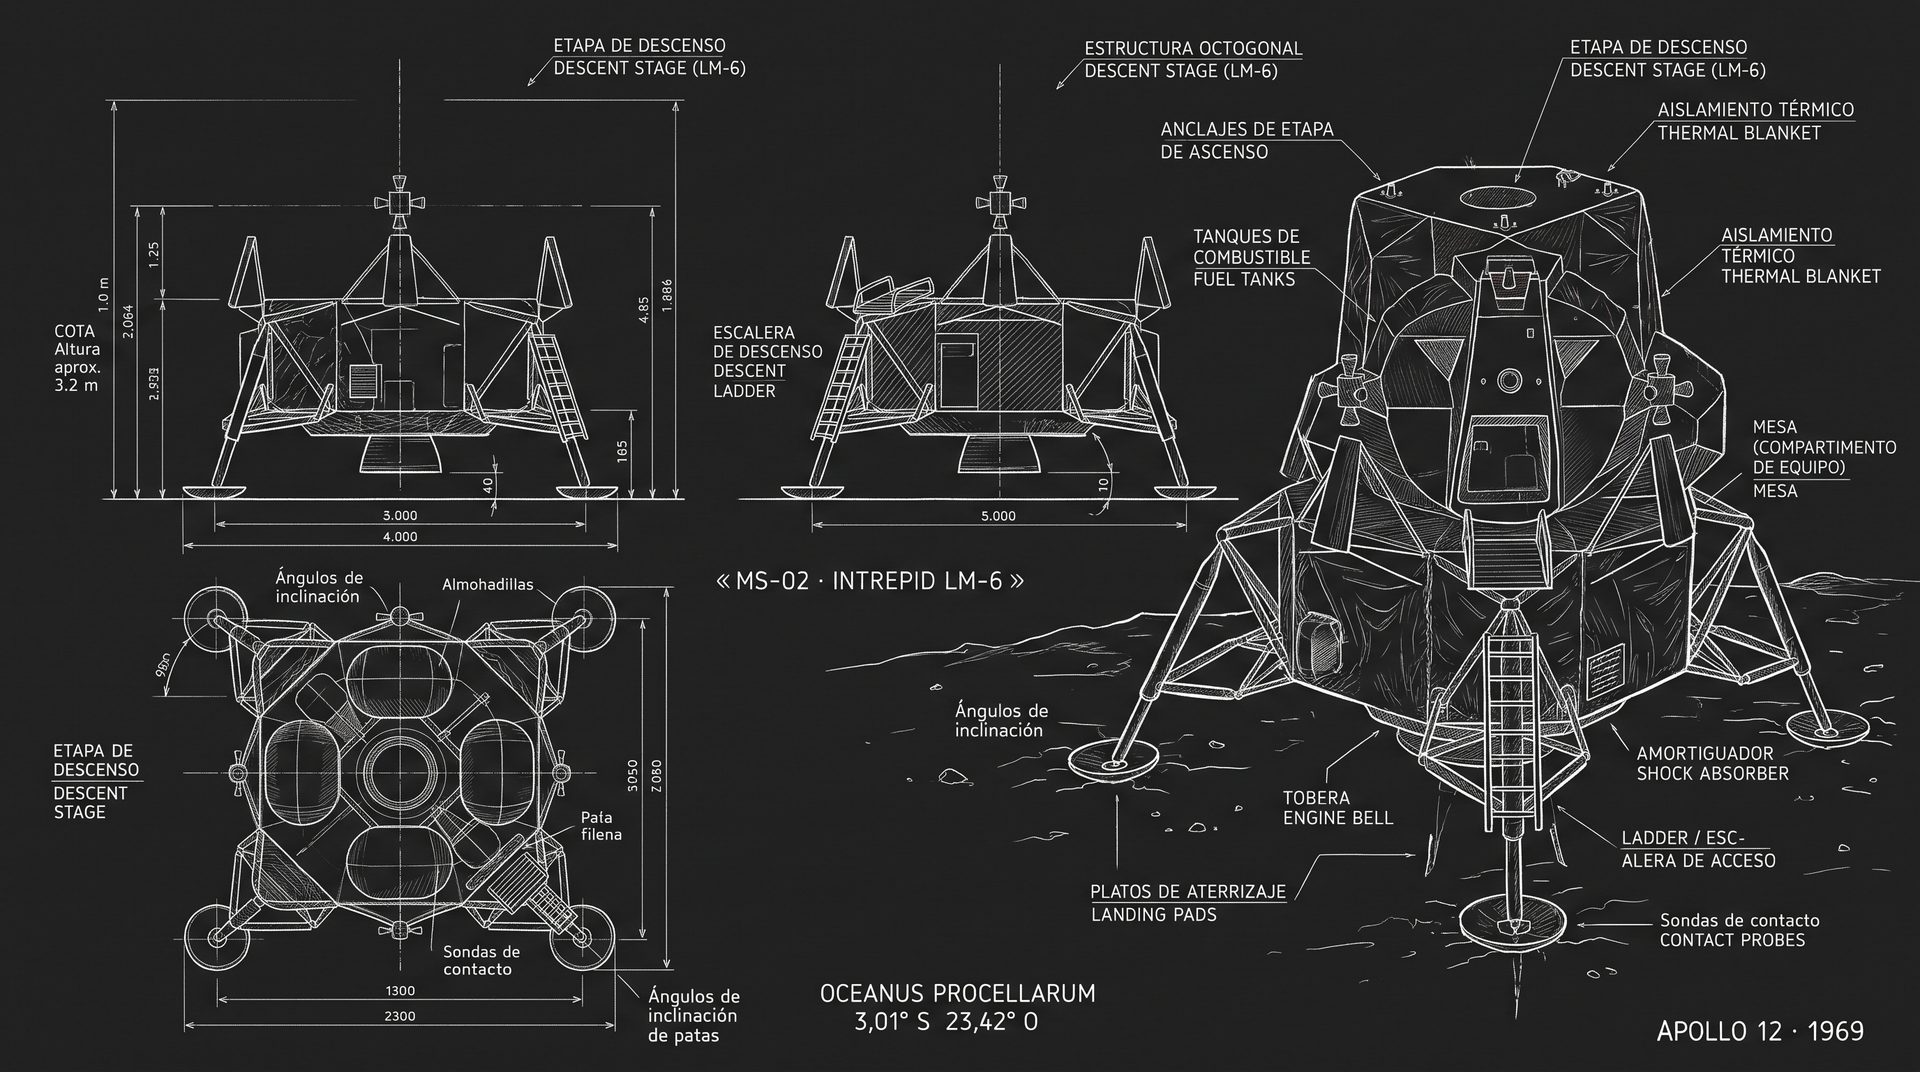 ETAPA DE DESCENSO
DESCENT STAGE (LM-6)
ESTRUCTURA OCTOGONAL
DESCENT STAGE (LM-6)
ETAPA DE DESCENSO
DESCENT STAGE (LM-6)
AISLAMIENTO TÉRMICO
THERMAL BLANKET
ANCLAJES DE ETAPA
DE ASCENSO
TANQUES DE
COMBUSTIBLE
FUEL TANKS
AISLAMIENTO
TÉRMICO
THERMAL BLANKET
COTA
Altura
aprox.
3.2 m
1.0 m
2.064
1.25
4.85
1.886
165
40
3.000
4.000
ESCALERA
DE DESCENSO
DESCENT
LADDER
10
5.000
MESA
(COMPARTIMENTO
DE EQUIPO)
MESA
« MS-02 · INTREPID LM-6 »
Ángulos de
inclinación
Almohadillas
ETAPA DE
DESCENSO
DESCENT
STAGE
Pata
filena
Sondas de
contacto
1300
2300
Ángulos de
inclinación
de patas
Ángulos de
inclinación
TOBERA
ENGINE BELL
AMORTIGUADOR
SHOCK ABSORBER
LADDER / ESC-
ALERA DE ACCESO
PLATOS DE ATERRIZAJE
LANDING PADS
Sondas de contacto
CONTACT PROBES
OCEANUS PROCELLARUM
3,01° S 23,42° O
APOLLO 12 · 1969